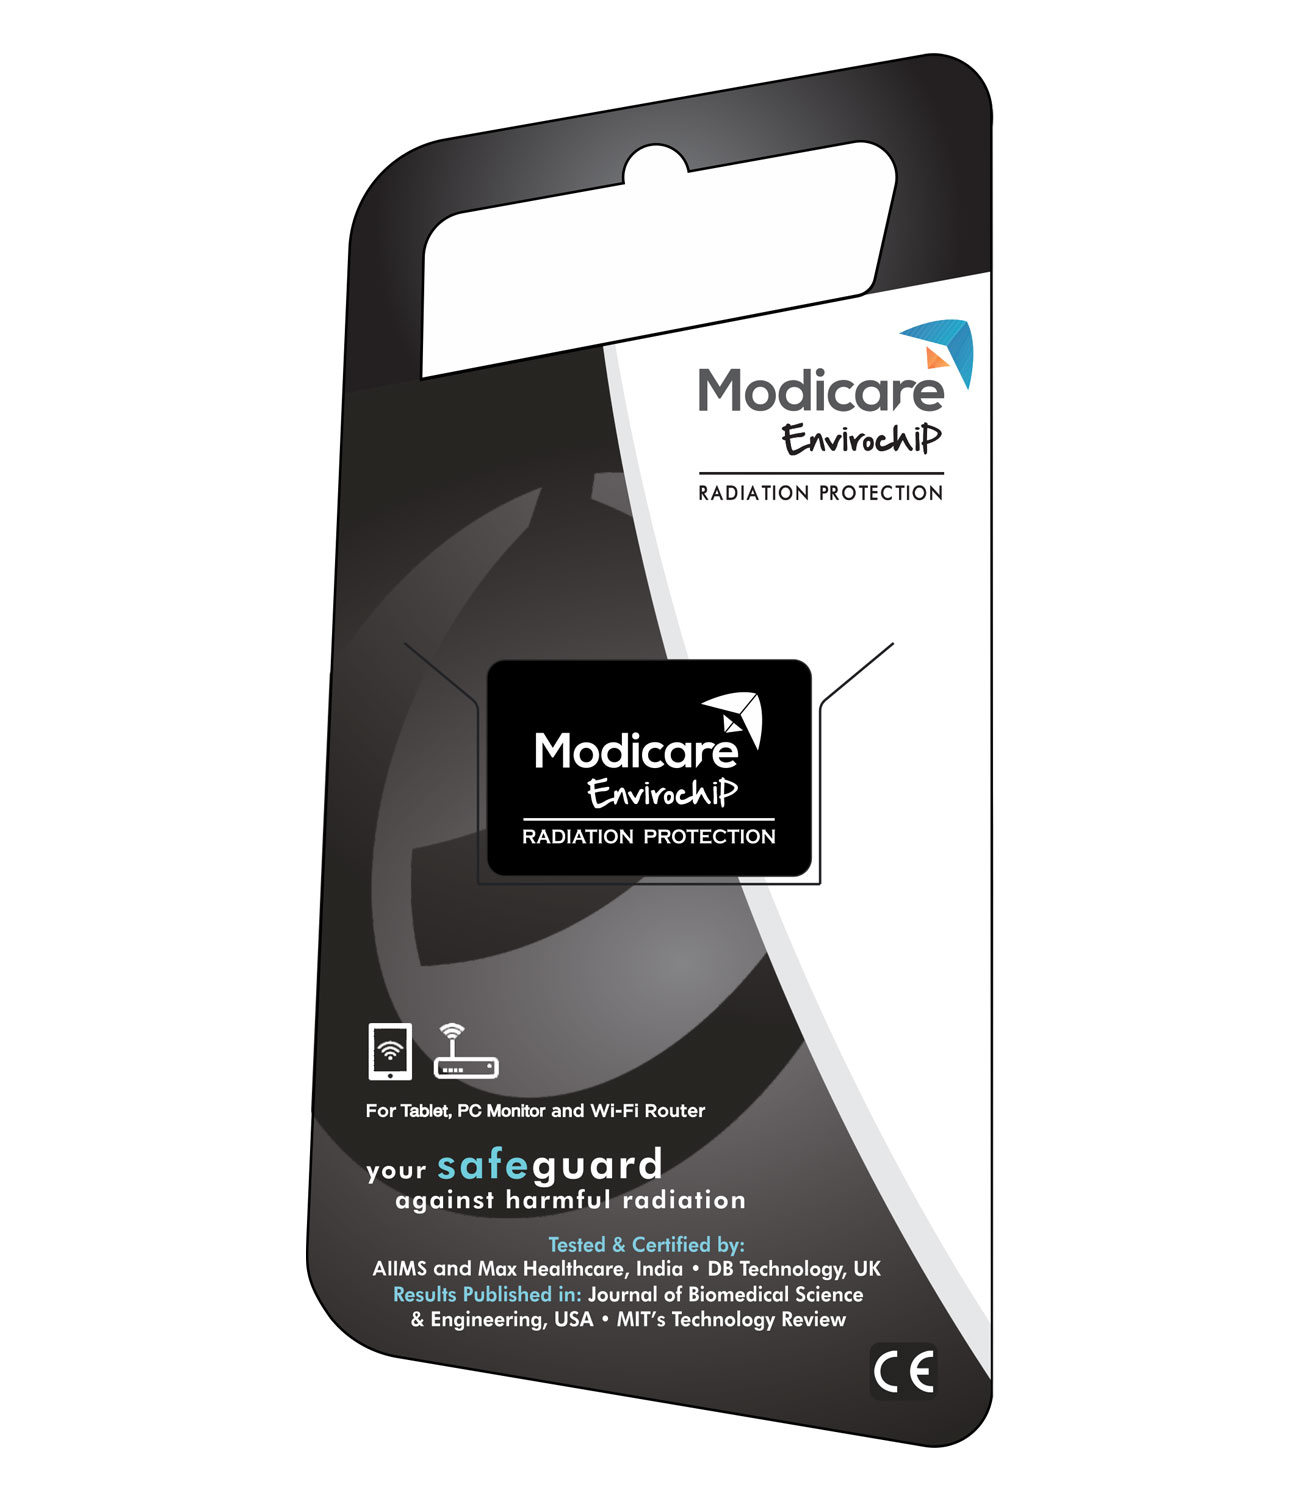 Modicare
EnvirochiP
RADIATION PROTECTION
Modicare
EnvirochiP
RADIATION PROTECTION
For Tablet, PC Monitor and Wi-Fi Router
your safeguard
against harmful radiation
Tested & Certified by:
AIIMS and Max Healthcare, India • DB Technology, UK
Results Published in: Journal of Biomedical Science
& Engineering, USA • MIT's Technology Review
CE